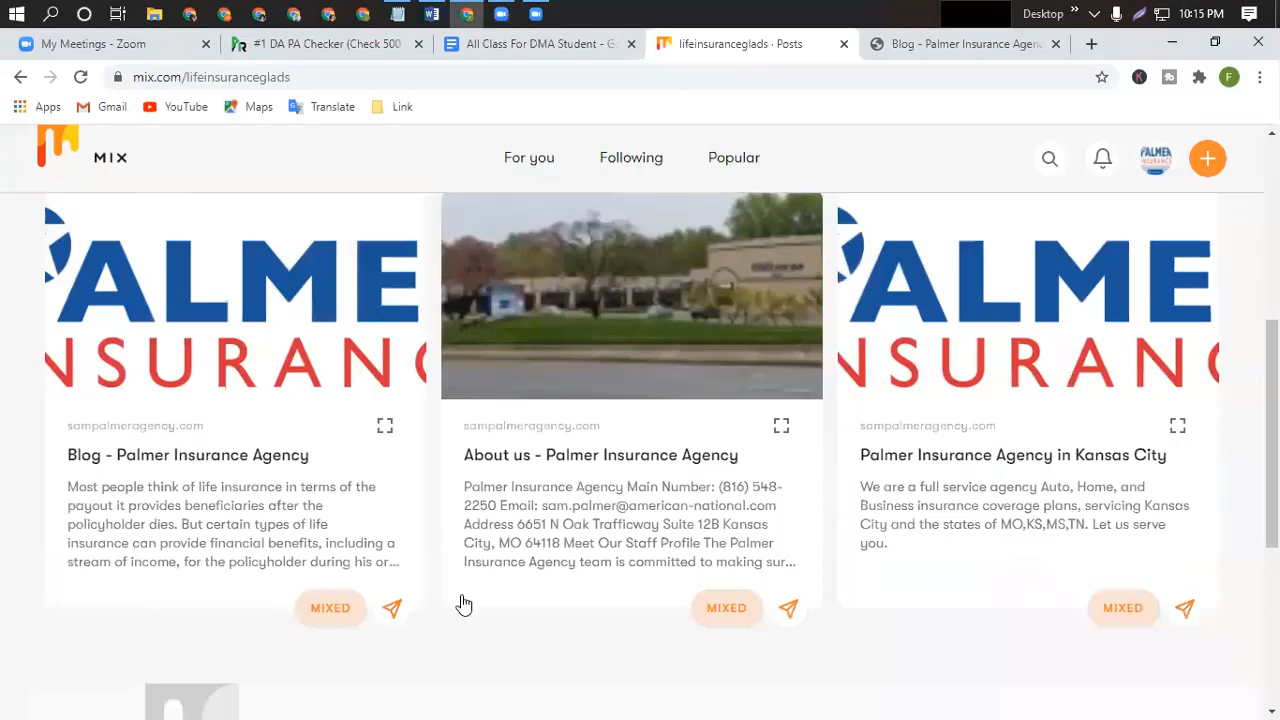 Desktop
10:15 PM
My Meetings - Zoom
#1 DA PA Checker (Check 500
All Class For DMA Student - Go
lifeinsuranceglads - Posts
Blog - Palmer Insurance Agen
mix.com/lifeinsuranceglads
F
Apps
Gmail
YouTube
Maps
Translate
Link
MIX
For you
Following
Popular
PALMER
INSURANCE
PALME
INSURANC
PALME
INSURANC
sampalmeragency.com
Blog - Palmer Insurance Agency
Most people think of life insurance in terms of the
payout it provides beneficiaries after the
policyholder dies. But certain types of life
insurance can provide financial benefits, including a
stream of income, for the policyholder during his or...
MIXED
sampalmeragency.com
About us - Palmer Insurance Agency
Palmer Insurance Agency Main Number: (816) 548-
2250 Email: sam.palmer@american-national.com
Address 6651 N Oak Trafficway Suite 12B Kansas
City, MO 64118 Meet Our Staff Profile The Palmer
Insurance Agency team is committed to making sur...
MIXED
sampalmeragency.com
Palmer Insurance Agency in Kansas City
We are a full service agency Auto, Home, and
Business insurance coverage plans, servicing Kansas
City and the states of MO,KS,MS,TN. Let us serve
you.
MIXED